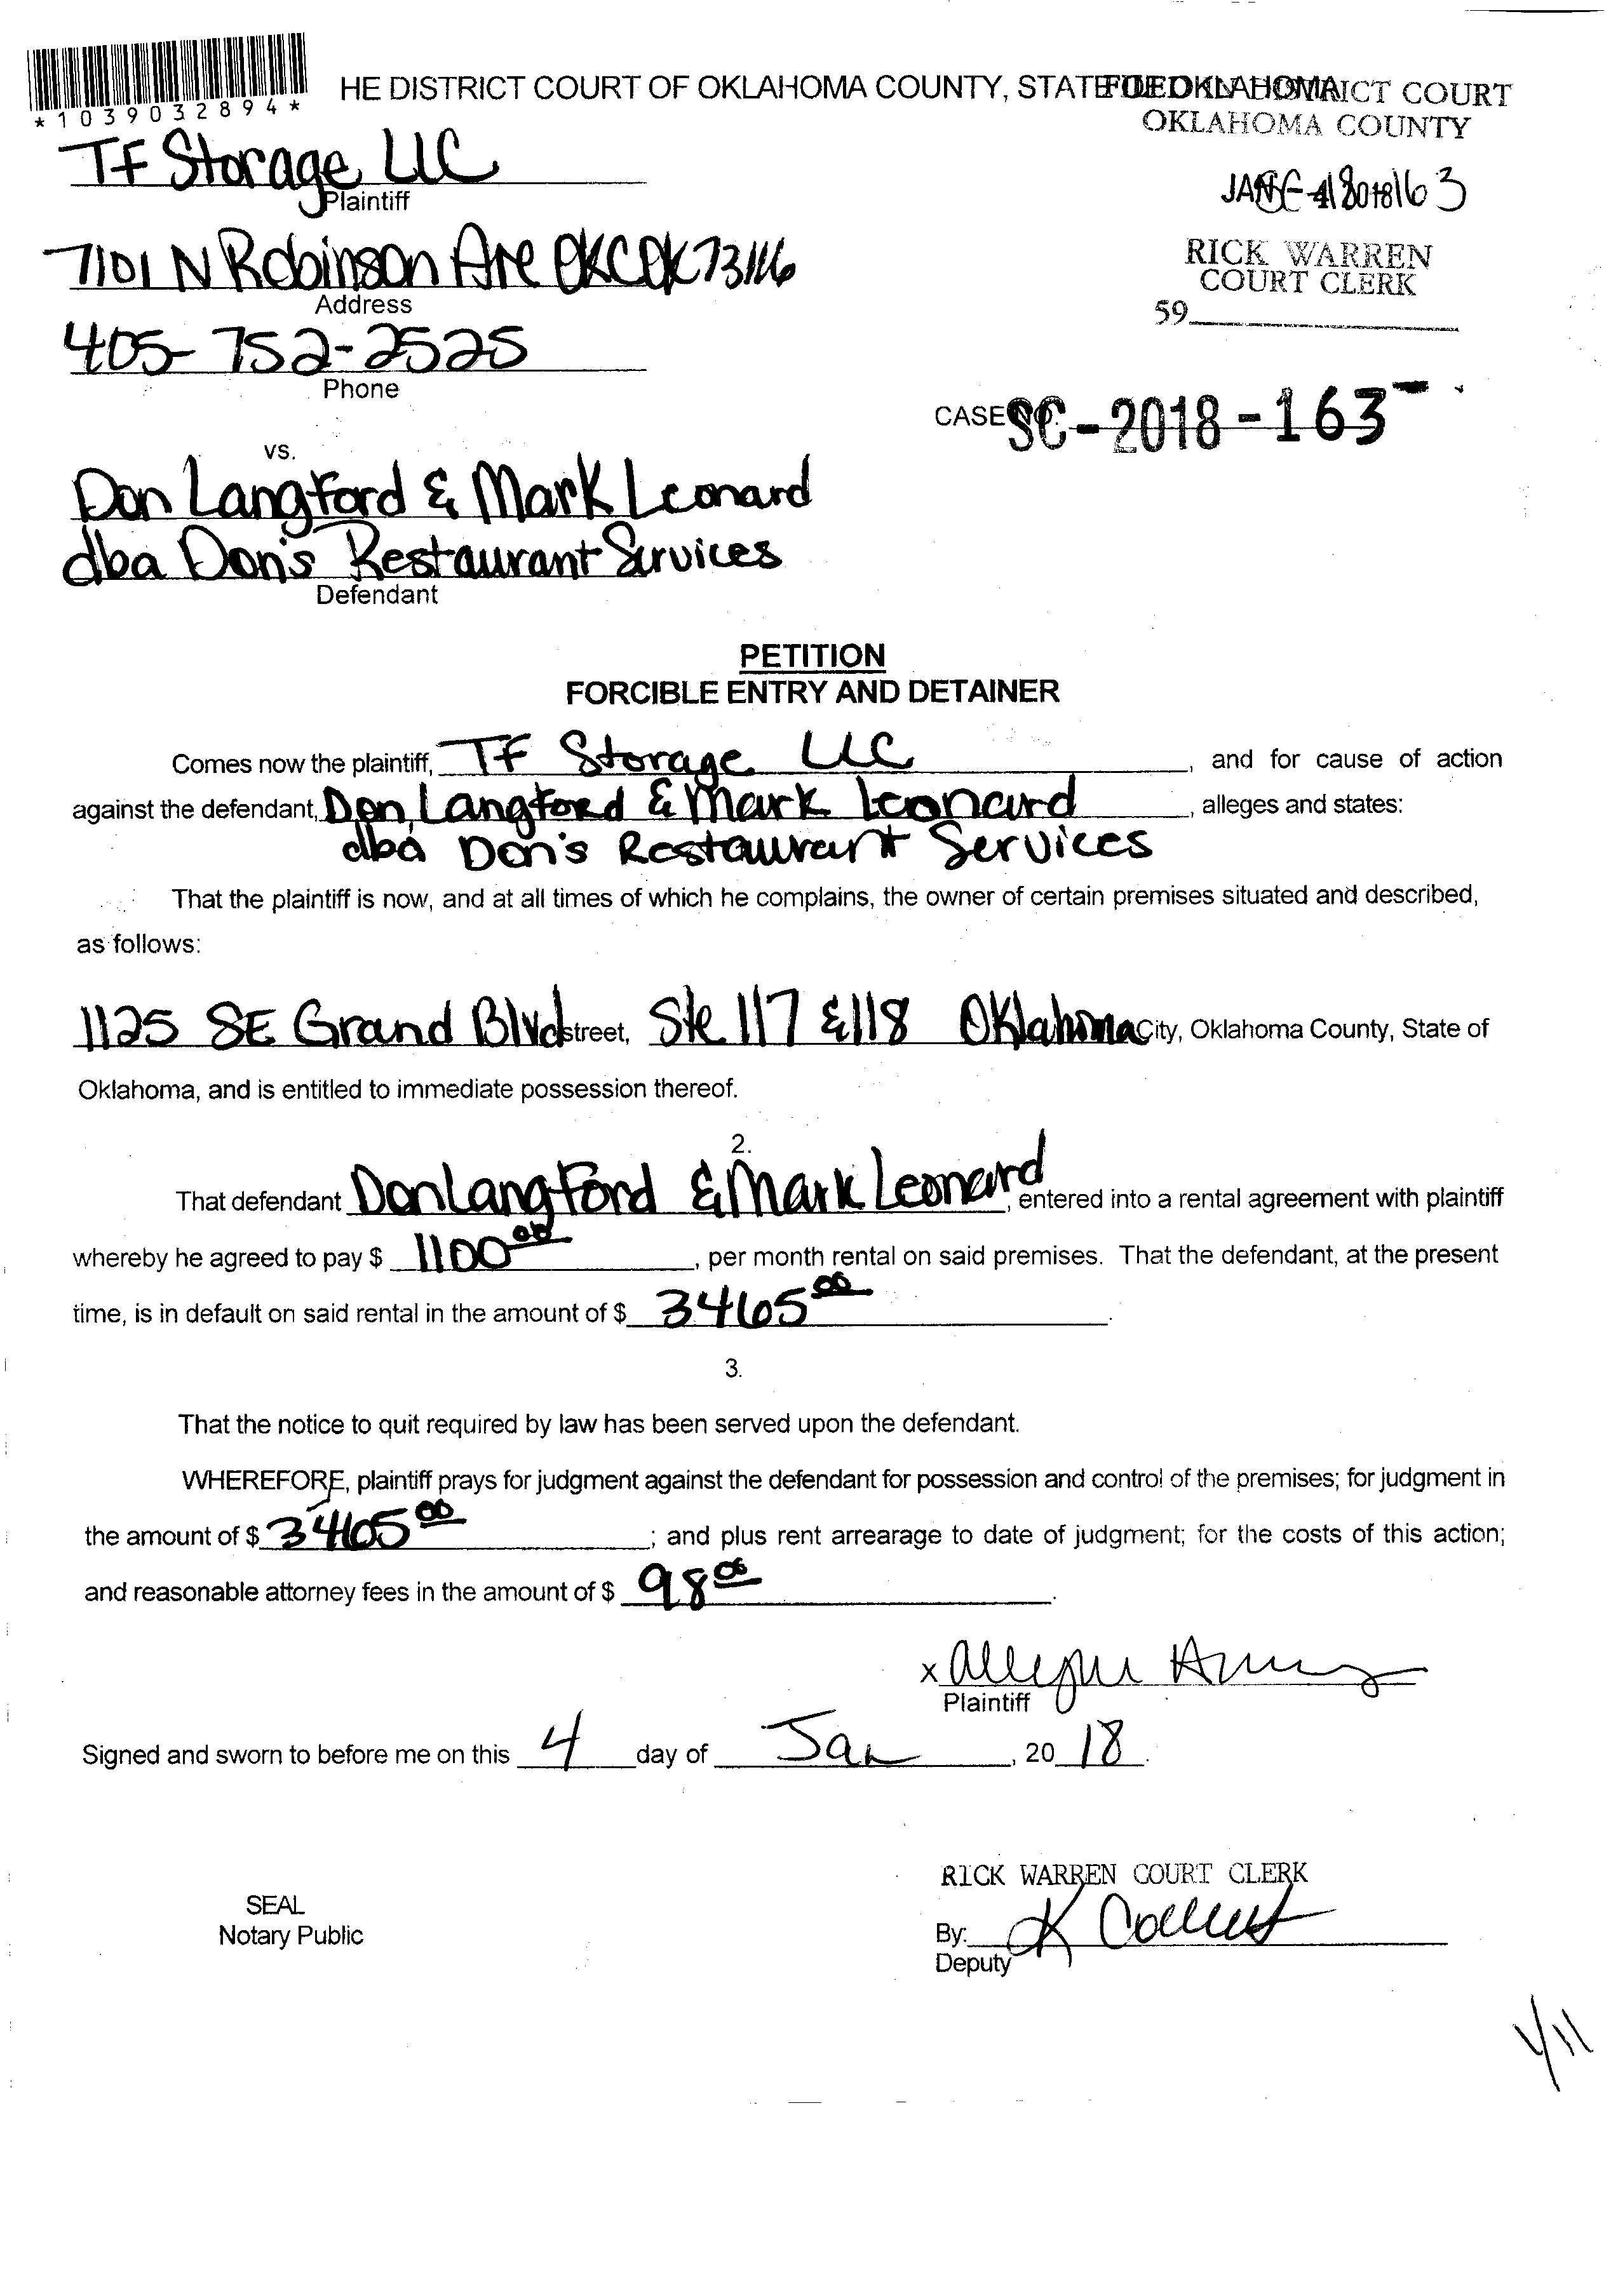 *1039032894*
HE DISTRICT COURT OF OKLAHOMA COUNTY, STATE OF OKLAHOMA
FILED IN DISTRICT COURT
OKLAHOMA COUNTY
TF Storage LLC
Plaintiff
JAN - 4 2018
RICK WARREN
COURT CLERK
59
7101 N Robinson Ave OKC OK 73116
Address
405-752-2525
Phone
CASE NO. SC-2018-163
vs.
Don Langford & Mark Leonard
dba Don's Restaurant Services
Defendant
PETITION
FORCIBLE ENTRY AND DETAINER
Comes now the plaintiff, TF Storage LLC, and for cause of action
against the defendant, Don Langford & Mark Leonard, alleges and states:
dba Don's Restaurant Services
That the plaintiff is now, and at all times of which he complains, the owner of certain premises situated and described,
as follows:
1125 SE Grand Blvd street, Ste 117 & 118 Oklahoma City, Oklahoma County, State of
Oklahoma, and is entitled to immediate possession thereof.
2.
That defendant Don Langford & Mark Leonard, entered into a rental agreement with plaintiff
whereby he agreed to pay $ 1100.00, per month rental on said premises. That the defendant, at the present
time, is in default on said rental in the amount of $ 3465.00.
3.
That the notice to quit required by law has been served upon the defendant.
WHEREFORE, plaintiff prays for judgment against the defendant for possession and control of the premises; for judgment in
the amount of $ 3465.00; and plus rent arrearage to date of judgment; for the costs of this action;
and reasonable attorney fees in the amount of $ 98.00.
x
Plaintiff
Signed and sworn to before me on this 4 day of Jan, 20 18.
RICK WARREN COURT CLERK
SEAL
Notary Public
By:
Deputy
1/11